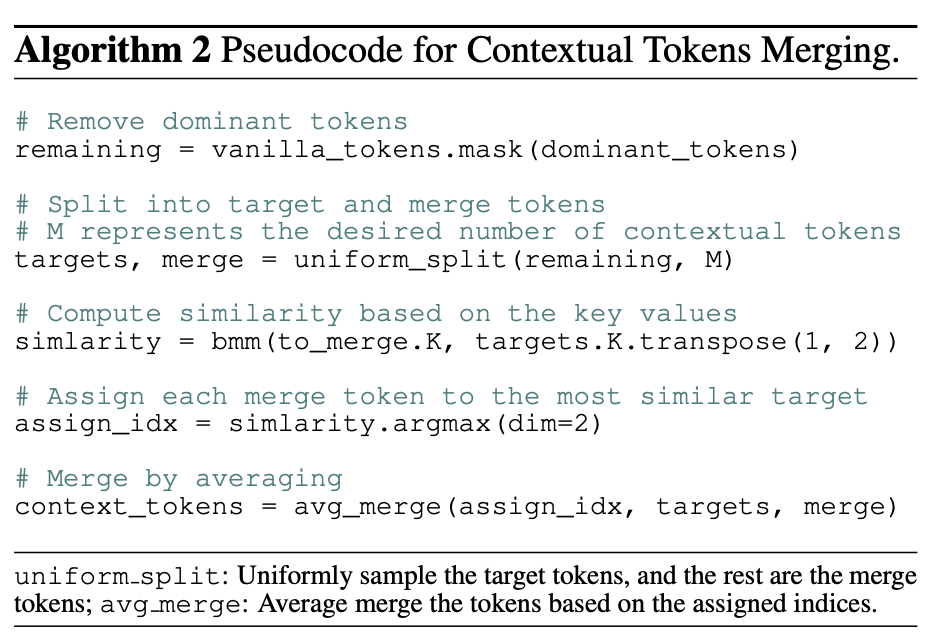 Algorithm 2 Pseudocode for Contextual Tokens Merging.
# Remove dominant tokens
remaining = vanilla_tokens.mask(dominant_tokens)
# Split into target and merge tokens
# M represents the desired number of contextual tokens
targets, merge = uniform_split(remaining, M)
# Compute similarity based on the key values
simlarity = bmm(to_merge.K, targets.K.transpose(1, 2))
# Assign each merge token to the most similar target
assign_idx = simlarity.argmax(dim=2)
# Merge by averaging
context_tokens = avg_merge(assign_idx, targets, merge)
uniform_split: Uniformly sample the target tokens, and the rest are the merge
tokens; avg_merge: Average merge the tokens based on the assigned indices.